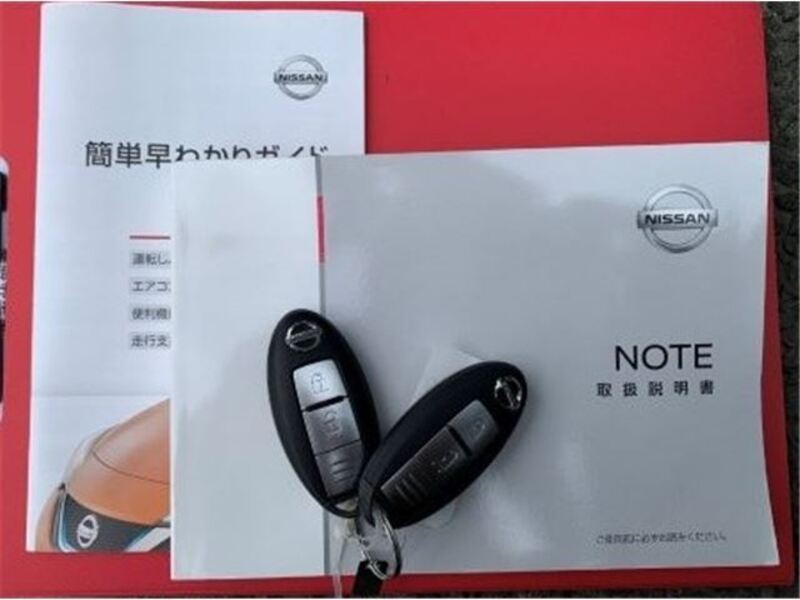 NISSAN
簡単早わかりガイド
運転し
エアコ
便利機
走行支
NISSAN
NOTE
取扱説明書
ご使用前に必ずお読みください。
NISSAN